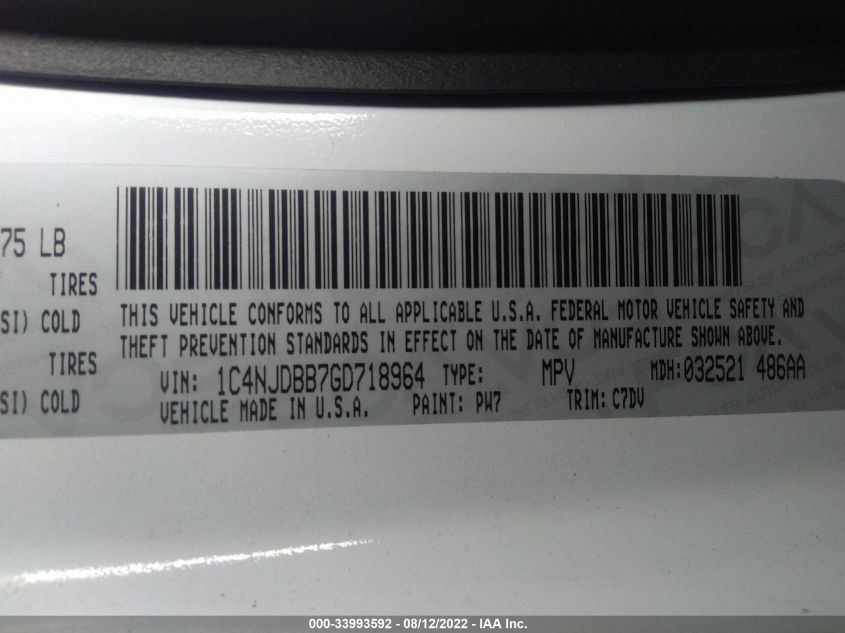 75 LB
TIRES
SI) COLD
TIRES
SI) COLD
THIS VEHICLE CONFORMS TO ALL APPLICABLE U.S.A. FEDERAL MOTOR VEHICLE SAFETY AND
THEFT PREVENTION STANDARDS IN EFFECT ON THE DATE OF MANUFACTURE SHOWN ABOVE.
VIN: 1C4NJDBB7GD718964 TYPE: MPV MDH:032521 486AA
VEHICLE MADE IN U.S.A. PAINT: PW7 TRIM: C7DV
000-33993592 - 08/12/2022 - IAA Inc.